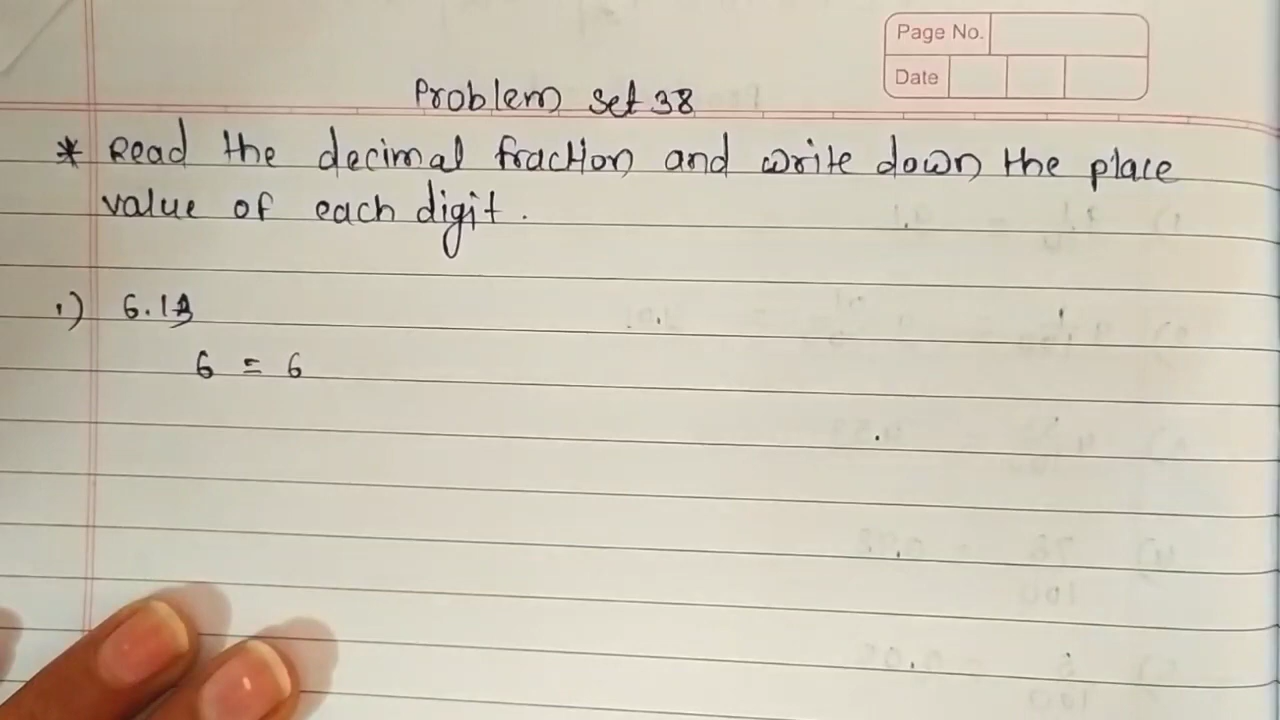 Page No.
Date
Problem set 38
* Read the decimal fraction and write down the place
value of each digit.
1) 6.13
6 = 6